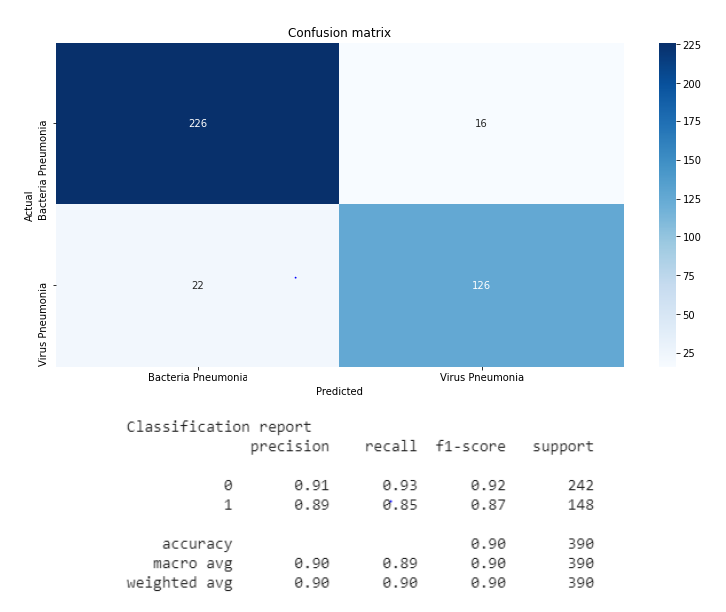 Confusion matrix
Actual
Bacteria Pneumonia
226
16
Virus Pneumonia
22
126
Bacteria Pneumonia
Virus Pneumonia
Predicted
225
200
175
150
125
100
75
50
25
Classification report
precision recall f1-score support
0 0.91 0.93 0.92 242
1 0.89 0.85 0.87 148
accuracy 0.90 390
macro avg 0.90 0.89 0.90 390
weighted avg 0.90 0.90 0.90 390